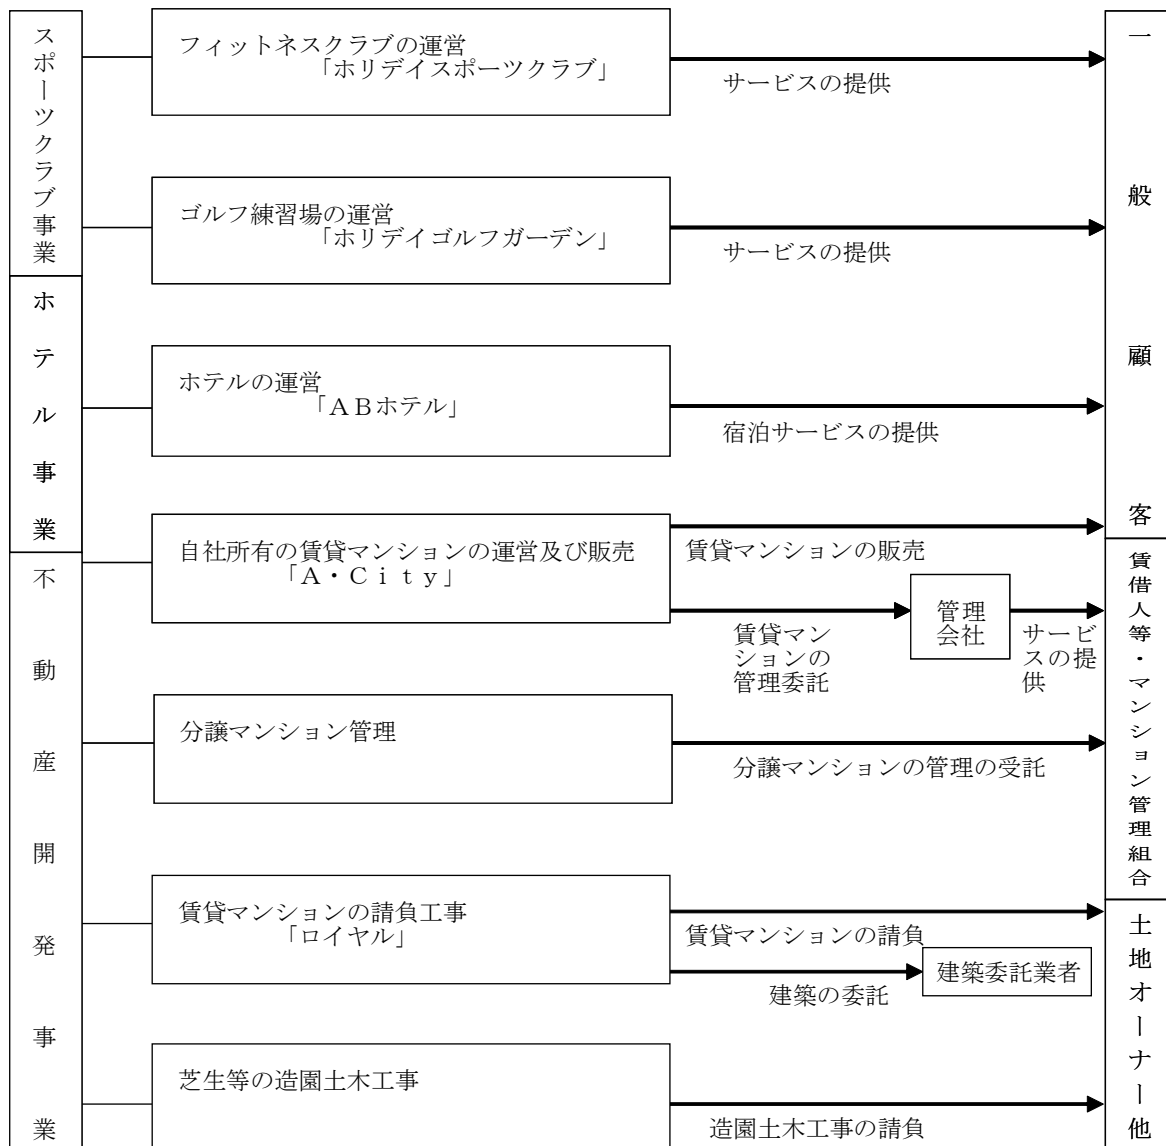 スポーツクラブ事業
フィットネスクラブの運営
「ホリデイスポーツクラブ」
サービスの提供
一般顧客
ゴルフ練習場の運営
「ホリデイゴルフガーデン」
サービスの提供
ホテル事業
ホテルの運営
「ＡＢホテル」
宿泊サービスの提供
不動産開発事業
自社所有の賃貸マンションの運営及び販売
「Ａ・Ｃｉｔｙ」
賃貸マンションの販売
賃貸マン
ションの
管理委託
管理
会社
サービ
スの提
供
賃借人等・マンション管理組合
分譲マンション管理
分譲マンションの管理の受託
賃貸マンションの請負工事
「ロイヤル」
賃貸マンションの請負
建築の委託
建築委託業者
土地オーナー他
芝生等の造園土木工事
造園土木工事の請負